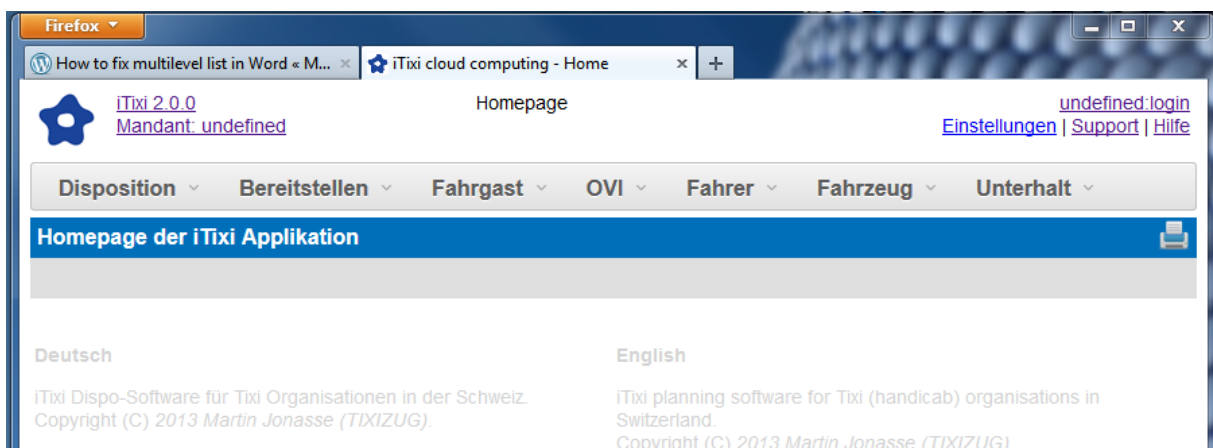 Firefox
How to fix multilevel list in Word « M...
iTixi cloud computing - Home
iTixi 2.0.0
Homepage
undefined:login
Mandant: undefined
Einstellungen | Support | Hilfe
Disposition
Bereitstellen
Fahrgast
OVI
Fahrer
Fahrzeug
Unterhalt
Homepage der iTixi Applikation
Deutsch
iTixi Dispo-Software für Tixi Organisationen in der Schweiz.
Copyright (C) 2013 Martin Jonasse (TIXIZUG).
English
iTixi planning software for Tixi (handicab) organisations in
Switzerland.
Copyright (C) 2013 Martin Jonasse (TIXIZUG)